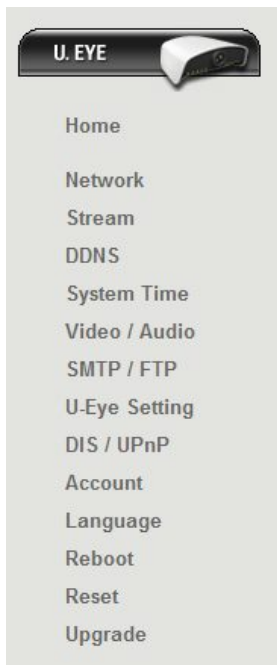 U. EYE
Home
Network
Stream
DDNS
System Time
Video / Audio
SMTP / FTP
U-Eye Setting
DIS / UPnP
Account
Language
Reboot
Reset
Upgrade